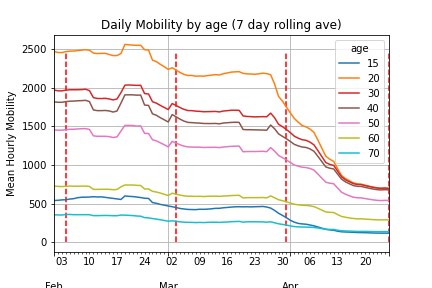 Daily Mobility by age (7 day rolling ave)
Mean Hourly Mobility
2500
2000
1500
1000
500
0
age
15
20
30
40
50
60
70
03 10 17 24 02 09 16 23 30 06 13 20
Feb Mar Apr